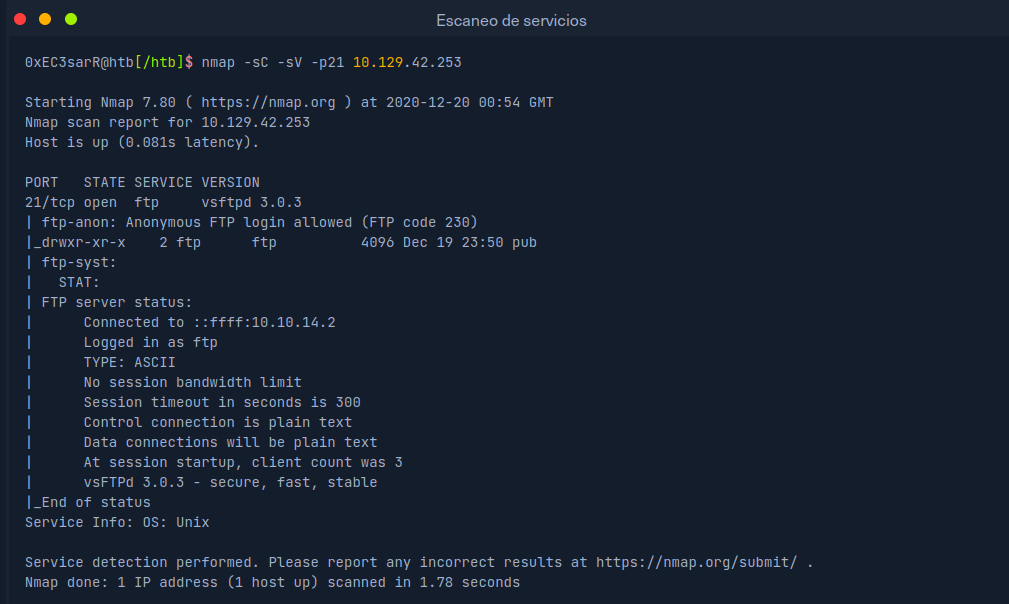 Escaneo de servicios
0xEC3sarR@htb[/htb]$ nmap -sC -sV -p21 10.129.42.253
Starting Nmap 7.80 ( https://nmap.org ) at 2020-12-20 00:54 GMT
Nmap scan report for 10.129.42.253
Host is up (0.081s latency).
PORT   STATE SERVICE VERSION
21/tcp open  ftp     vsftpd 3.0.3
| ftp-anon: Anonymous FTP login allowed (FTP code 230)
|_drwxr-xr-x    2 ftp      ftp          4096 Dec 19 23:50 pub
| ftp-syst:
|   STAT:
| FTP server status:
|      Connected to ::ffff:10.10.14.2
|      Logged in as ftp
|      TYPE: ASCII
|      No session bandwidth limit
|      Session timeout in seconds is 300
|      Control connection is plain text
|      Data connections will be plain text
|      At session startup, client count was 3
|      vsFTPd 3.0.3 - secure, fast, stable
|_End of status
Service Info: OS: Unix
Service detection performed. Please report any incorrect results at https://nmap.org/submit/ .
Nmap done: 1 IP address (1 host up) scanned in 1.78 seconds